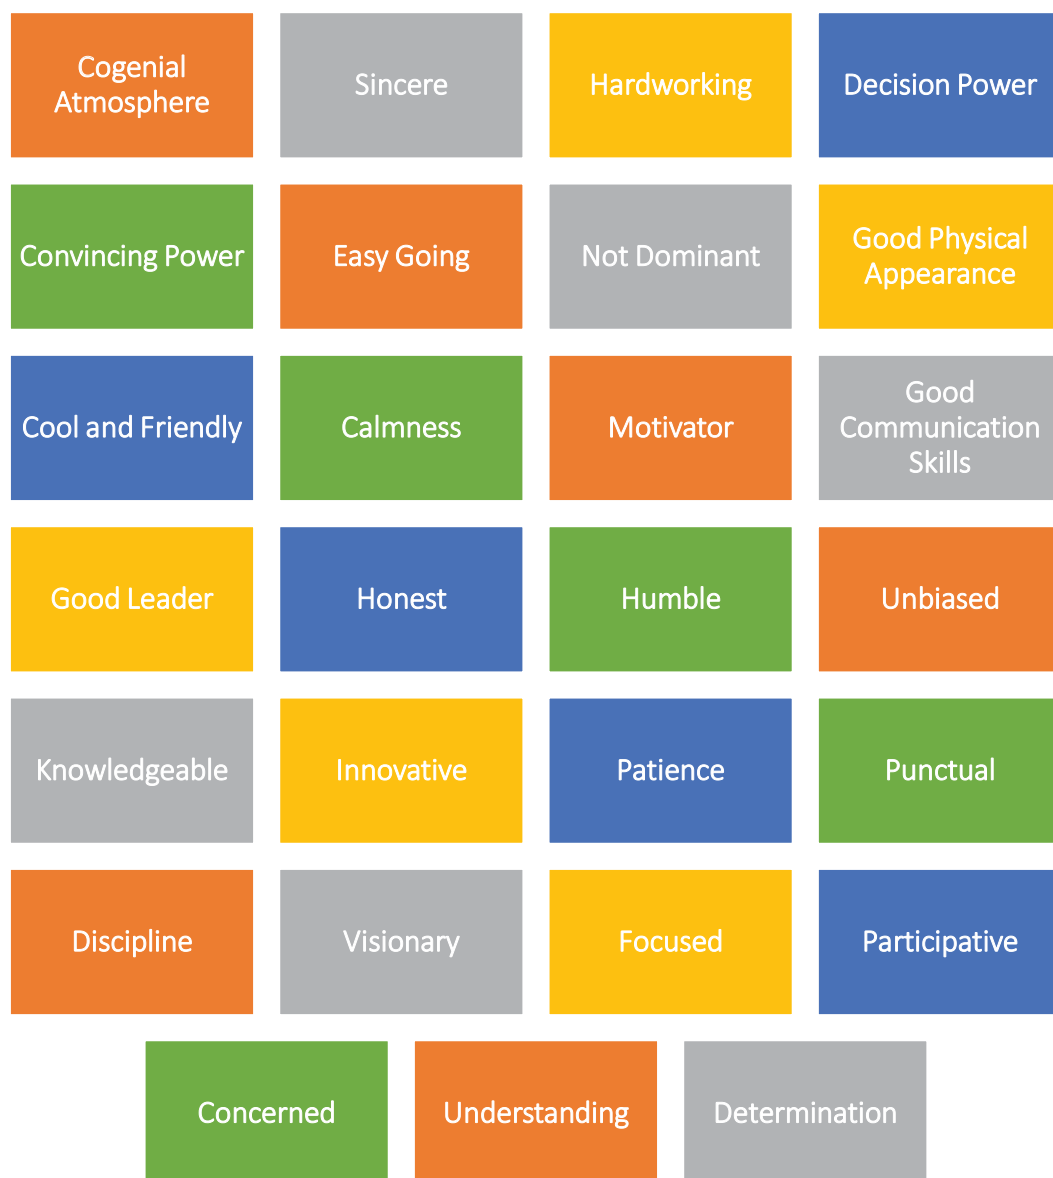 Cogenial
Atmosphere
Sincere
Hardworking
Decision Power
Convincing Power
Easy Going
Not Dominant
Good Physical
Appearance
Cool and Friendly
Calmness
Motivator
Good
Communication
Skills
Good Leader
Honest
Humble
Unbiased
Knowledgeable
Innovative
Patience
Punctual
Discipline
Visionary
Focused
Participative
Concerned
Understanding
Determination